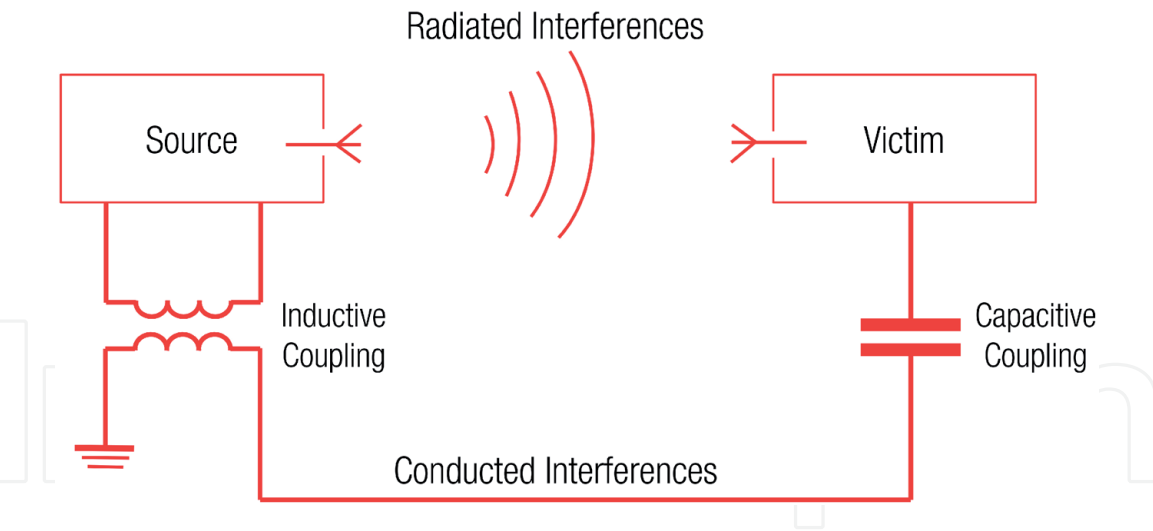 Radiated Interferences
Source
Victim
Inductive
Coupling
Capacitive
Coupling
Conducted Interferences